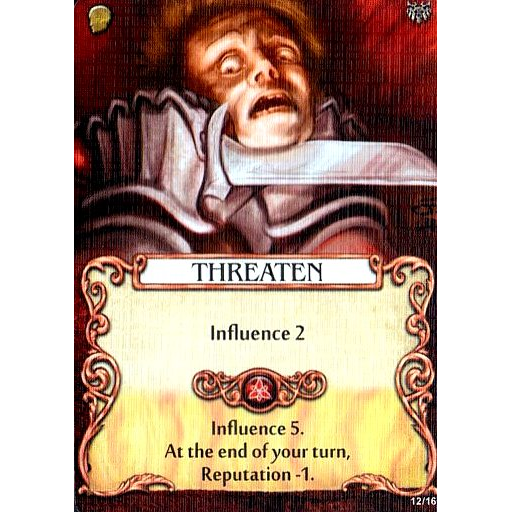 THREATEN
Influence 2
Influence 5.
At the end of your turn,
Reputation -1.
12/16